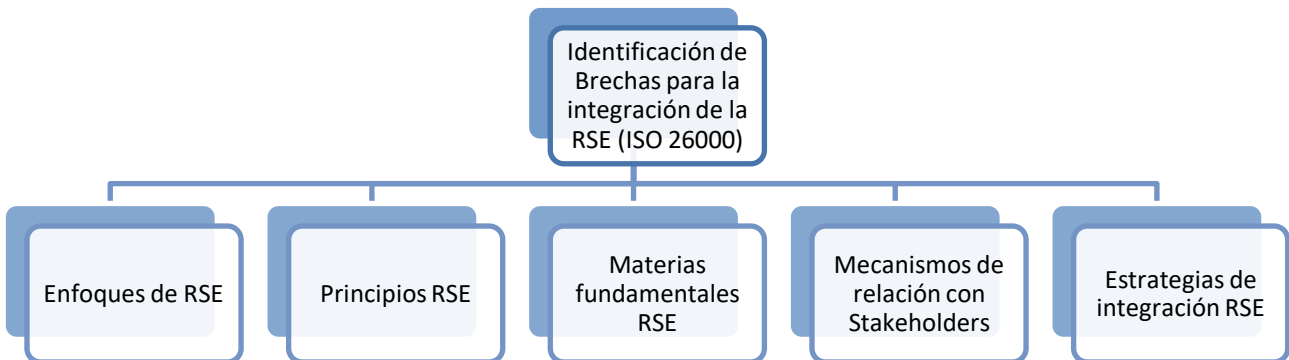 Identificación de
Brechas para la
integración de la
RSE (ISO 26000)
Enfoques de RSE
Principios RSE
Materias
fundamentales
RSE
Mecanismos de
relación con
Stakeholders
Estrategias de
integración RSE